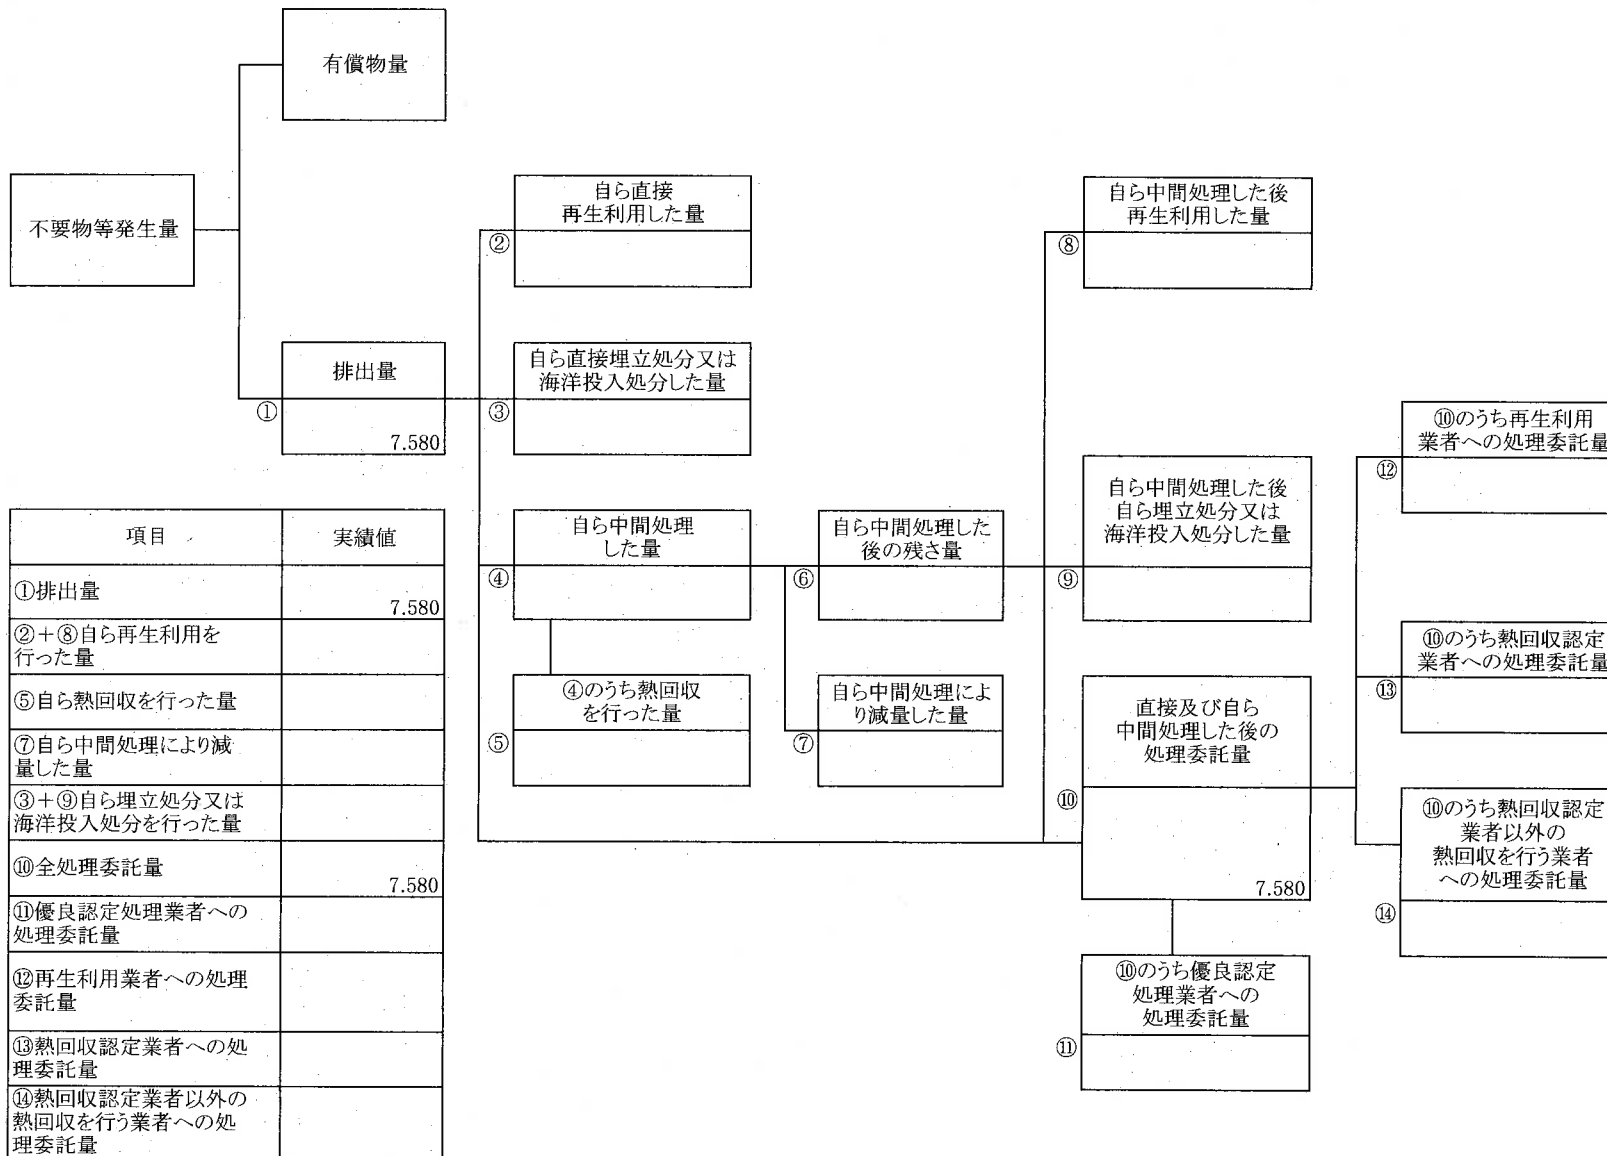 有償物量
不要物等発生量
排出量
①
7.580
自ら直接
再生利用した量
②
自ら直接埋立処分又は
海洋投入処分した量
③
自ら中間処理
した量
④
④のうち熱回収
を行った量
⑤
自ら中間処理した
後の残さ量
⑥
自ら中間処理によ
り減量した量
⑦
自ら中間処理した後
再生利用した量
⑧
自ら中間処理した後
自ら埋立処分又は
海洋投入処分した量
⑨
直接及び自ら
中間処理した後の
処理委託量
⑩
7.580
⑩のうち優良認定
処理業者への
処理委託量
⑪
⑩のうち再生利用
業者への処理委託量
⑫
⑩のうち熱回収認定
業者への処理委託量
⑬
⑩のうち熱回収認定
業者以外の
熱回収を行う業者
への処理委託量
⑭
項目 実績値
①排出量 7.580
②+⑧自ら再生利用を
行った量
⑤自ら熱回収を行った量
⑦自ら中間処理により減
量した量
③+⑨自ら埋立処分又は
海洋投入処分を行った量
⑩全処理委託量 7.580
⑪優良認定処理業者への
処理委託量
⑫再生利用業者への処理
委託量
⑬熱回収認定業者への処
理委託量
⑭熱回収認定業者以外の
熱回収を行う業者への処
理委託量